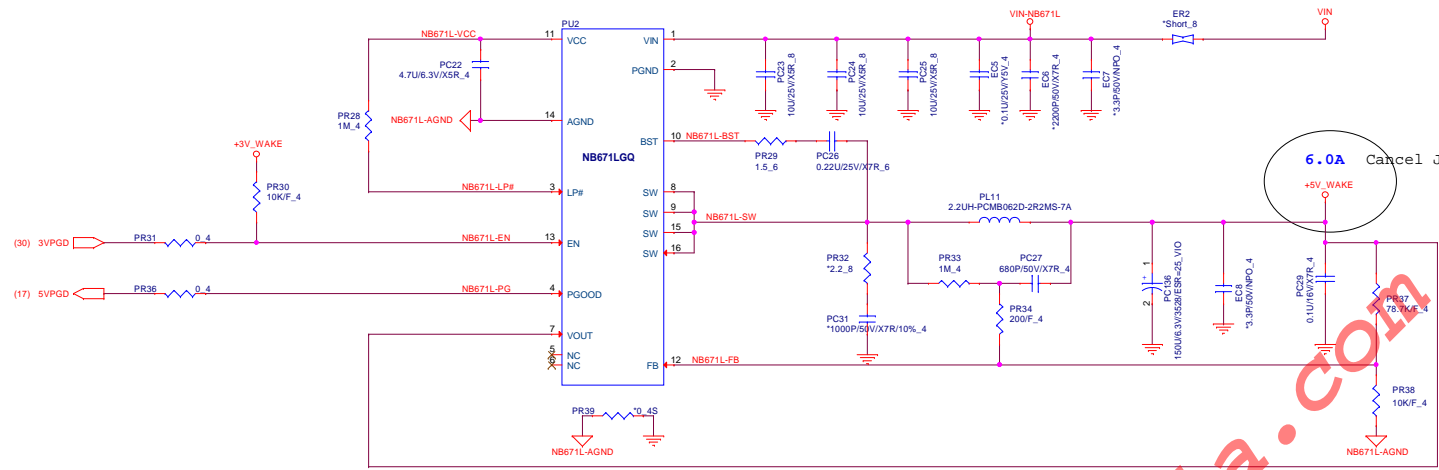 PU2
NB671LGQ
11
VCC
14
AGND
3
LP#
13
EN
4
PGOOD
7
VOUT
5
NC
6
NC
VIN
1
PGND
2
BST
10
SW
8
SW
9
SW
15
SW
16
FB
12
NB671L-VCC
PC22
4.7U/6.3V/X5R_4
NB671L-AGND
PR28
1M_4
NB671L-LP#
+3V_WAKE
PR30
10K/F_4
(30) 3VPGD
PR31
0_4
NB671L-EN
(17) 5VPGD
PR36
0_4
NB671L-PG
PR39
*0_4S
NB671L-AGND
VIN-NB671L
ER2
*Short_8
VIN
PC23
10U/25V/X5R_8
PC24
10U/25V/X5R_8
PC25
10U/25V/X5R_8
EC5
*0.1U/25V/Y5V_4
EC6
*2200P/50V/X7R_4
EC7
*3.3P/50V/NPO_4
NB671L-BST
PR29
1.5_6
PC26
0.22U/25V/X7R_6
NB671L-SW
PL11
2.2UH-PCMB062D-2R2MS-7A
PR32
*2.2_8
PC31
*1000P/50V/X7R/10%_4
PR33
1M_4
PC27
680P/50V/X7R_4
PR34
200/F_4
NB671L-FB
+
1
2
PC136
150U/6.3V/3528/ESR=25_VIO
EC8
*3.3P/50V/NPO_4
6.0A Cancel J
+5V_WAKE
PC29
0.1U/16V/X7R_4
PR37
78.7K/F_4
PR38
10K/F_4
NB671L-AGND
a.com